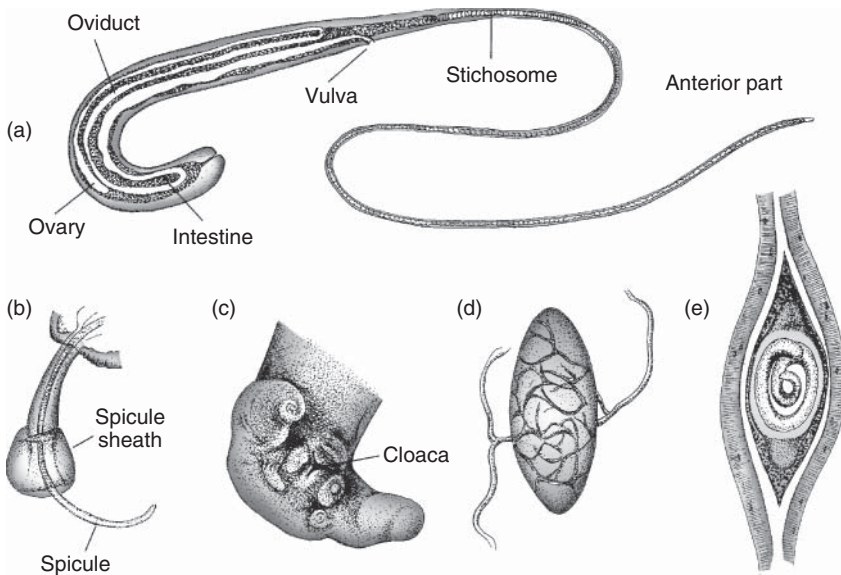 Oviduct
Vulva
Stichosome
Anterior part
(a)
Ovary
Intestine
(b)
(c)
(d)
(e)
Spicule
sheath
Cloaca
Spicule